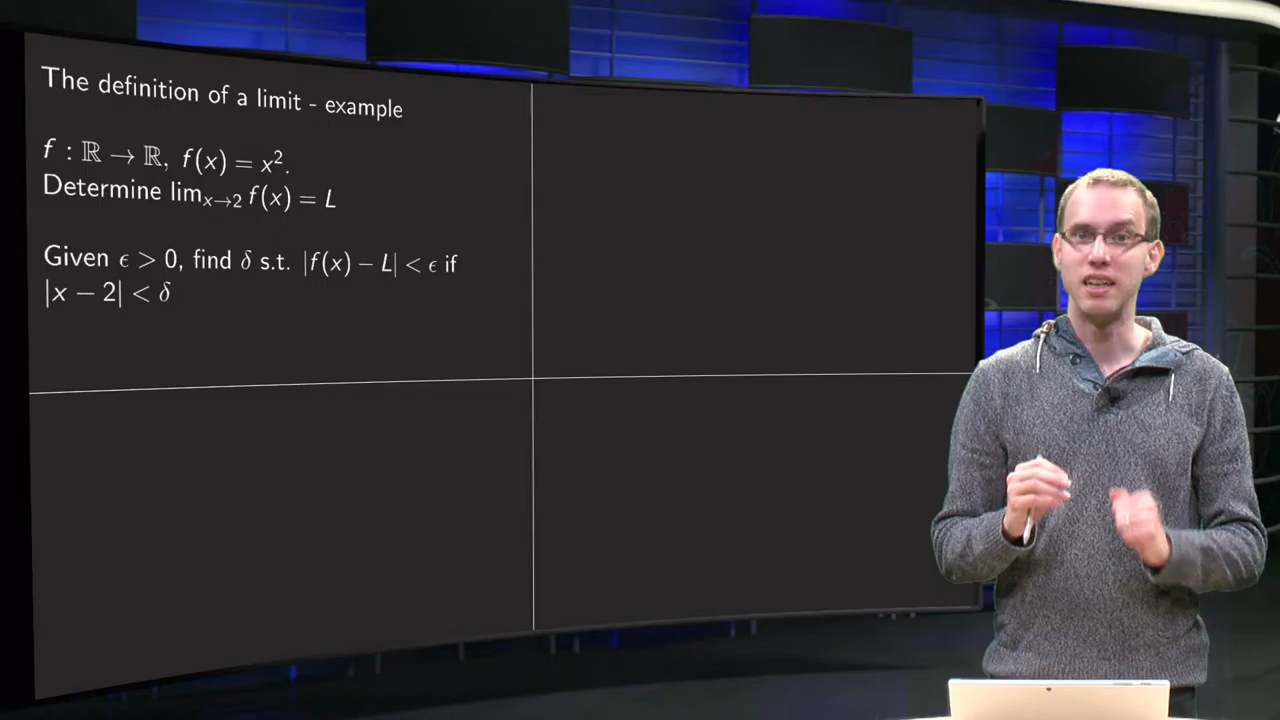 The definition of a limit - example
f : ℝ → ℝ, f(x) = x².
Determine lim_{x→2} f(x) = L
Given ϵ > 0, find δ s.t. |f(x) − L| < ϵ if
|x − 2| < δ